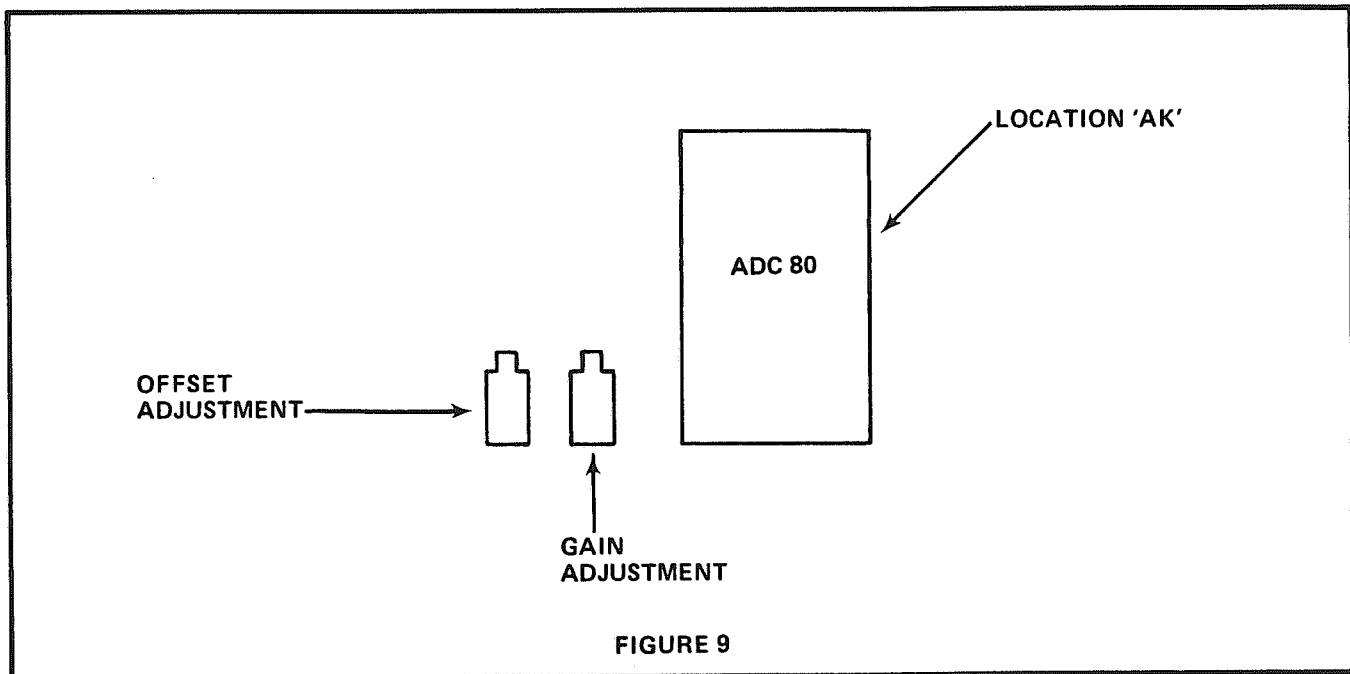 LOCATION 'AK'
ADC 80
OFFSET
ADJUSTMENT
GAIN
ADJUSTMENT
FIGURE 9